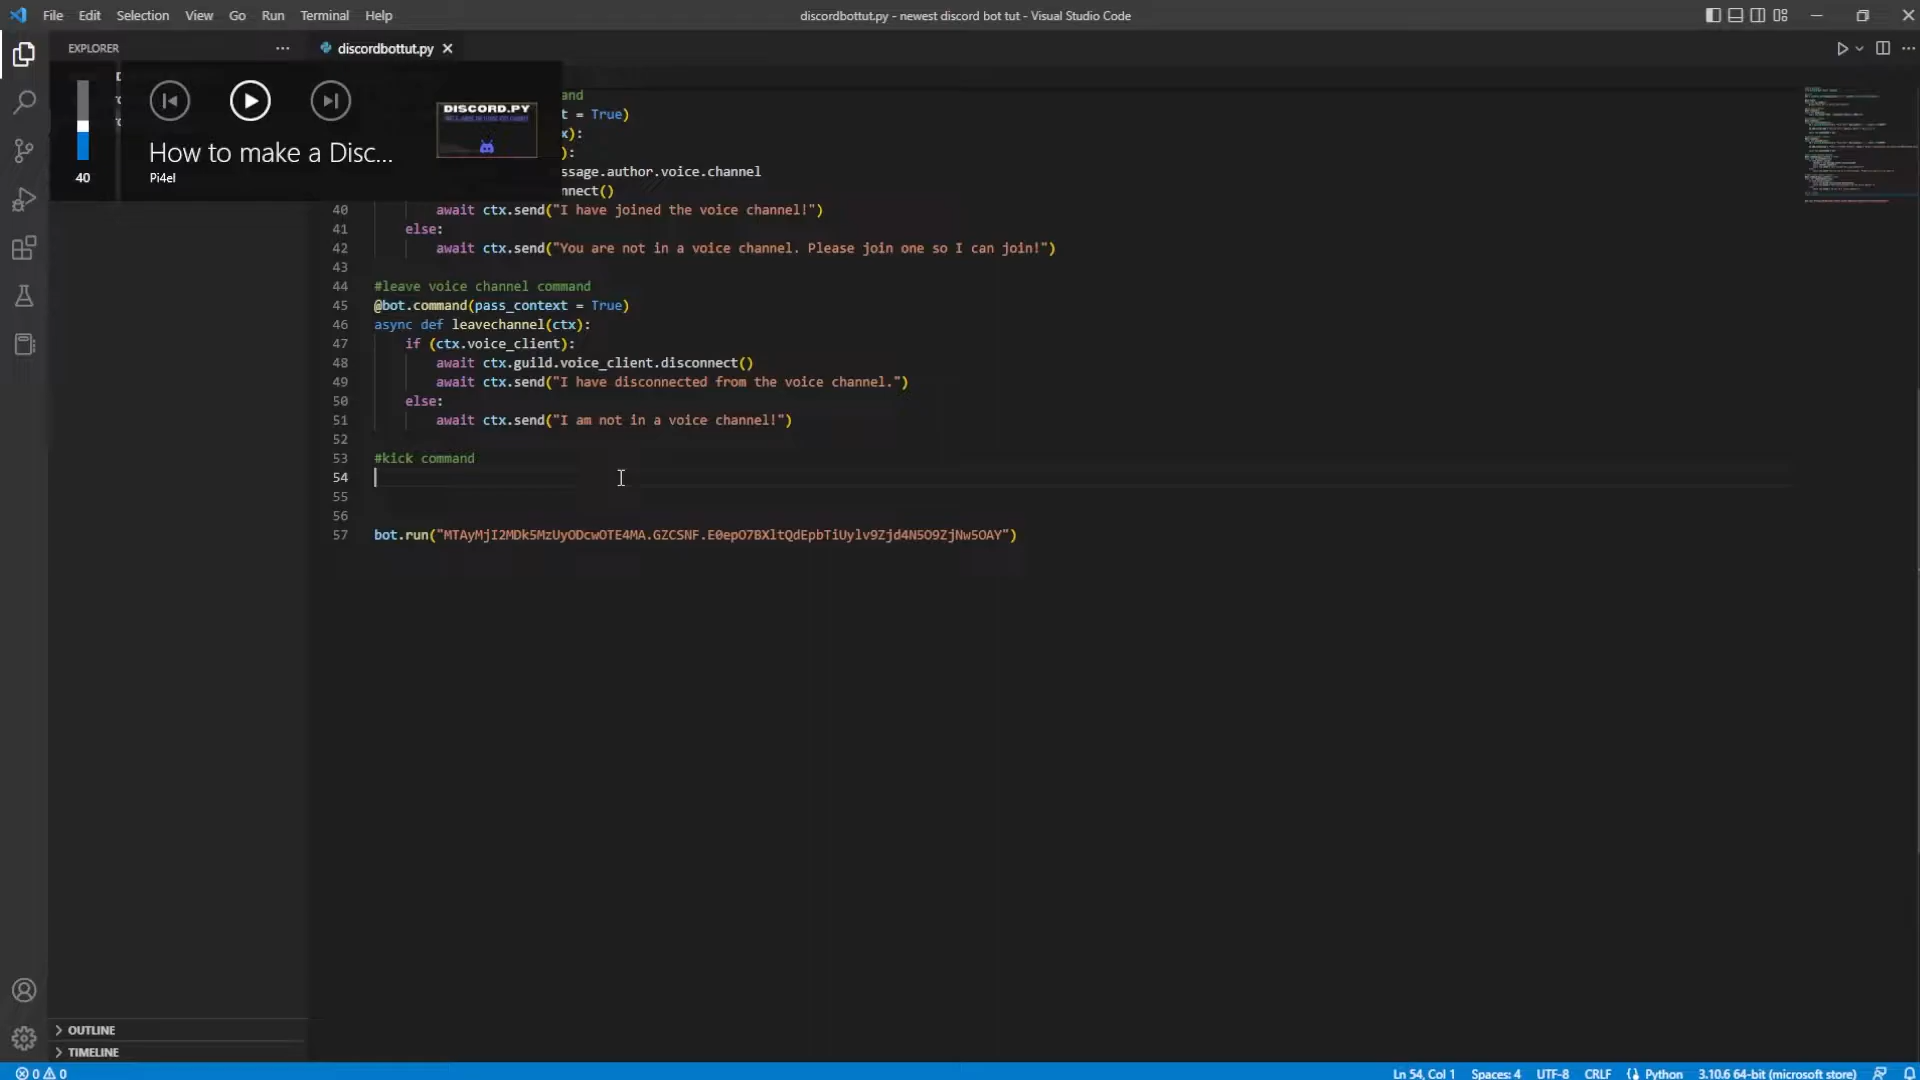 File Edit Selection View Go Run Terminal Help
discordbottut.py - newest discord bot tut - Visual Studio Code
EXPLORER
discordbottut.py
40
How to make a Disc...
Pi4el
DISCORD.PY
and
t = True)
x):
):
ssage.author.voice.channel
nnect()
40 await ctx.send("I have joined the voice channel!")
41 else:
42 await ctx.send("You are not in a voice channel. Please join one so I can join!")
43
44 #leave voice channel command
45 @bot.command(pass_context = True)
46 async def leavechannel(ctx):
47 if (ctx.voice_client):
48 await ctx.guild.voice_client.disconnect()
49 await ctx.send("I have disconnected from the voice channel.")
50 else:
51 await ctx.send("I am not in a voice channel!")
52
53 #kick command
54
55
56
57 bot.run("MTAyMjI2MDk5MzUyODcwOTE4MA.GZCSNF.E0epO7BXltQdEpbTiUylv9Zjd4N5O9ZjNw5OAY")
OUTLINE
TIMELINE
0 0
Ln 54, Col 1 Spaces: 4 UTF-8 CRLF Python 3.10.6 64-bit (microsoft store)